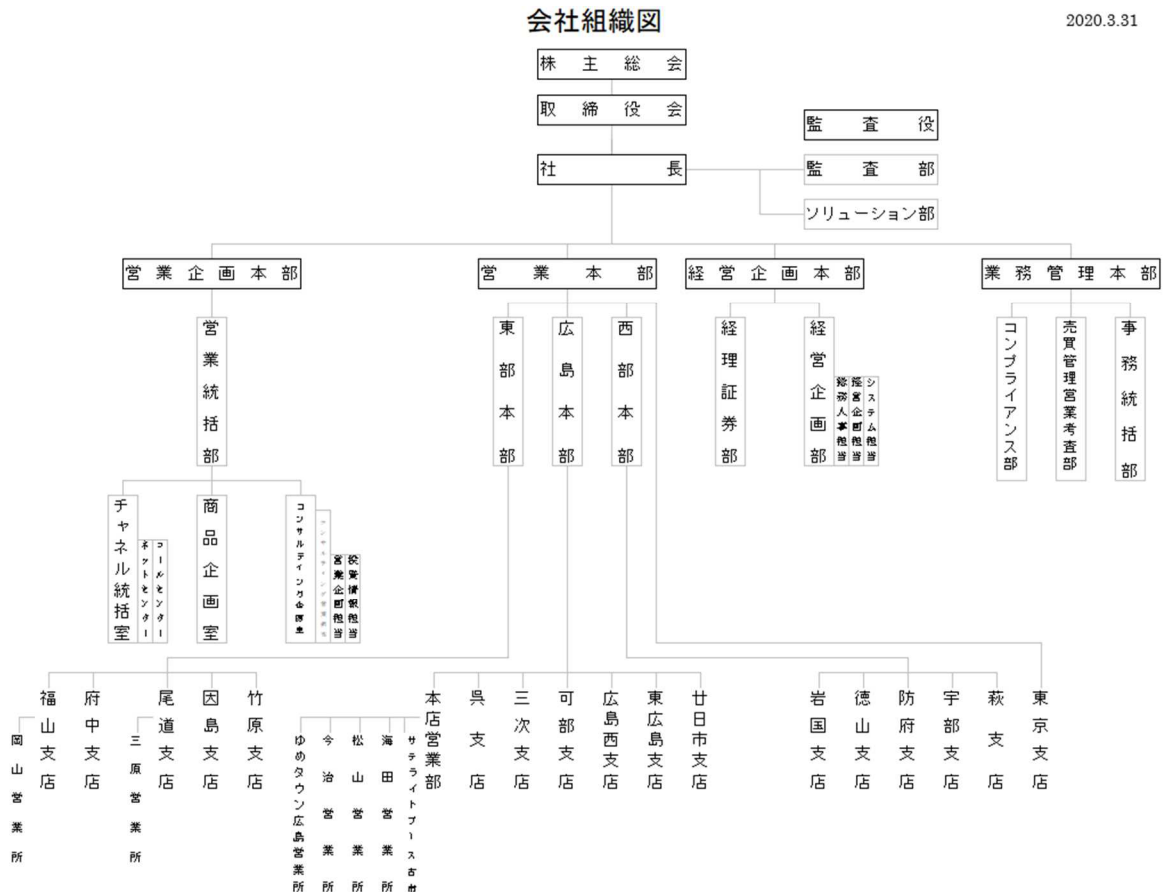 会社組織図
2020.3.31
株主総会
取締役会
監査役
社長
監査部
ソリューション部
営業企画本部
営業本部
経営企画本部
業務管理本部
営業統括部
東部本部
広島本部
西部本部
経理証券部
経営企画部
総務人事担当
経営企画担当
システム担当
コンプライアンス部
売買管理営業考査部
事務統括部
チャネル統括室
ネットセンター
コールセンター
商品企画室
コンサルティング企画室
営業企画担当
投資情報担当
福山支店
岡山営業所
府中支店
尾道支店
三原営業所
因島支店
竹原支店
本店営業部
ゆめタウン広島営業所
今治営業所
松山営業所
海田営業所
サテライトブース古市
呉支店
三次支店
可部支店
広島西支店
東広島支店
廿日市支店
岩国支店
徳山支店
防府支店
宇部支店
萩支店
東京支店